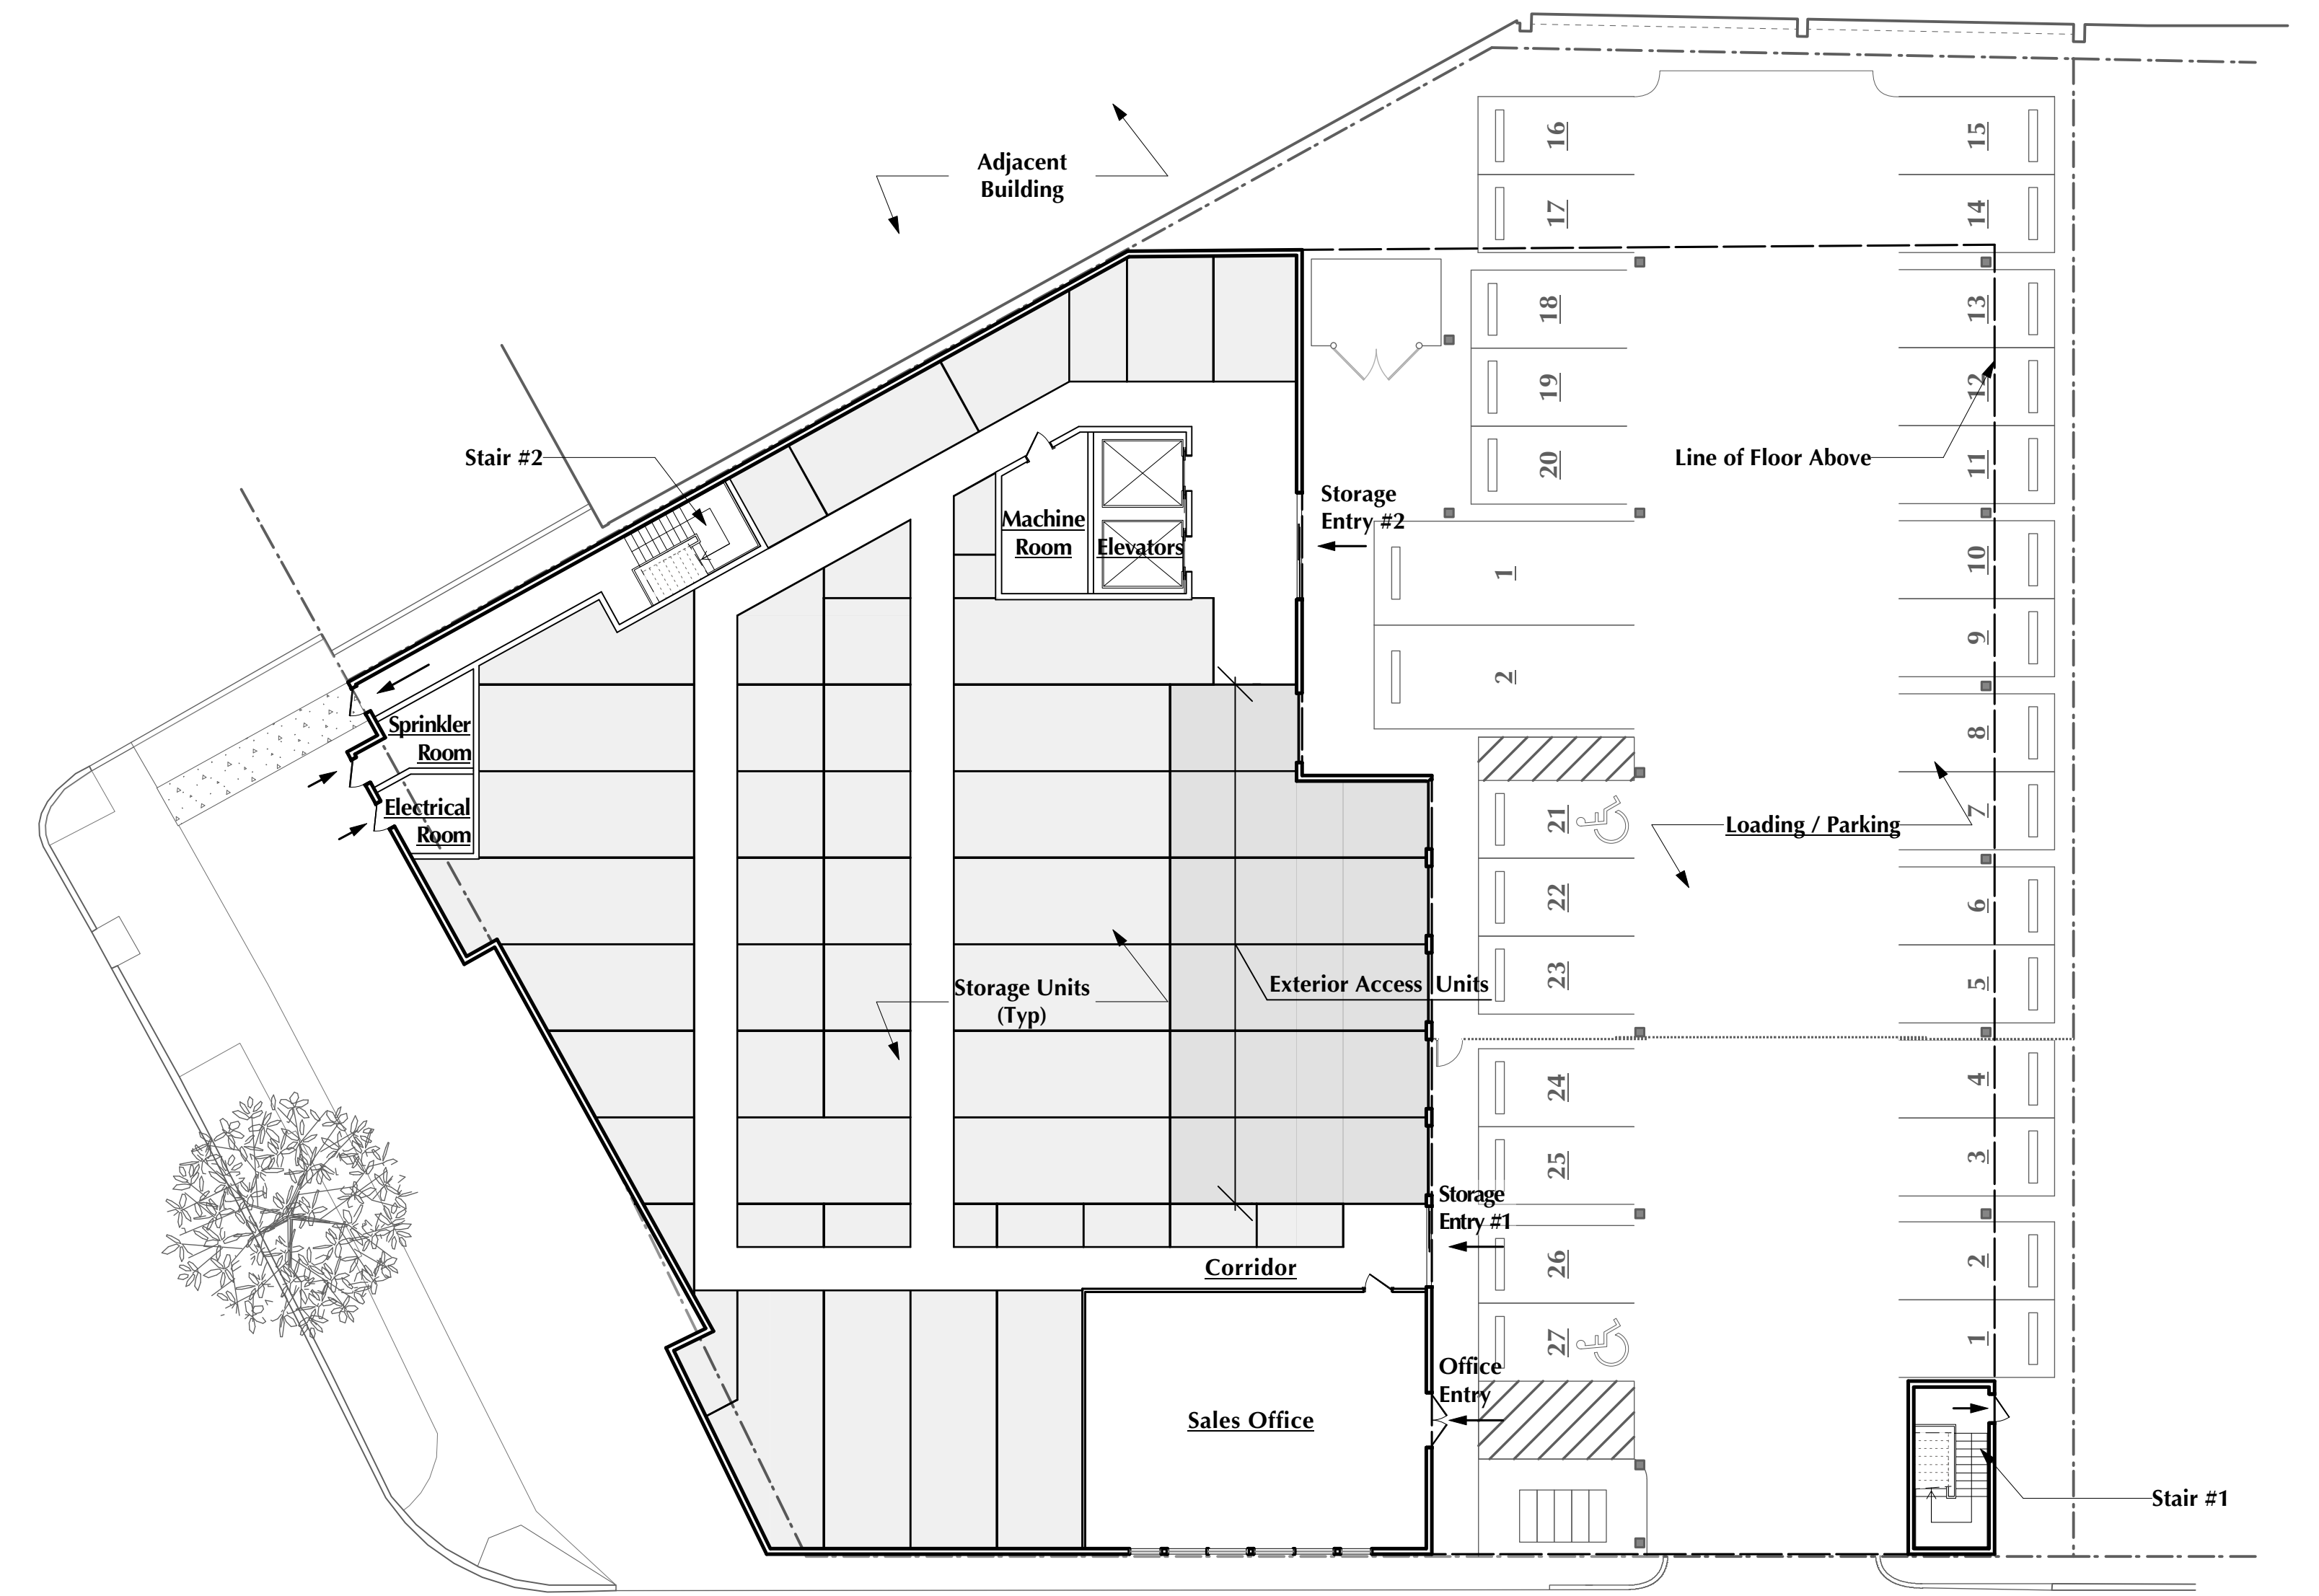 16
15
Adjacent
Building
17
14
18
13
19
12
Stair #2
20
Line of Floor Above
11
Storage
Entry #2
Machine
Room
Elevators
1
10
2
9
Sprinkler
Room
8
Electrical
Room
21
Loading / Parking
7
22
6
Storage Units
(Typ)
Exterior Access Units
23
5
24
4
25
3
Storage
Entry #1
Corridor
26
2
27
1
Office
Entry
Sales Office
Stair #1